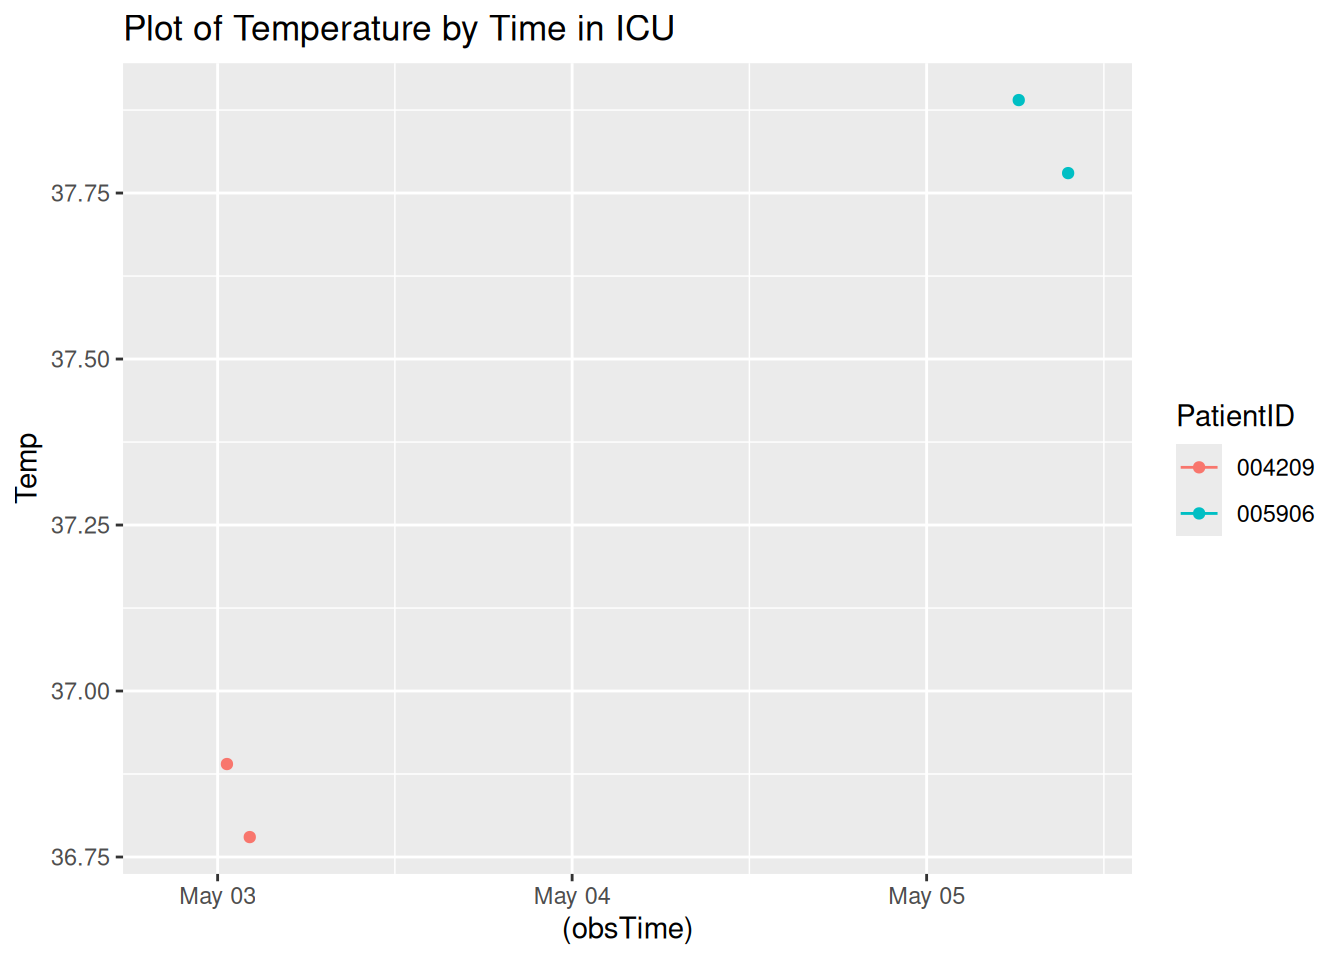 Plot of Temperature by Time in ICU
Temp
37.75
37.50
37.25
37.00
36.75
May 03 May 04 May 05
(obsTime)
PatientID
004209
005906